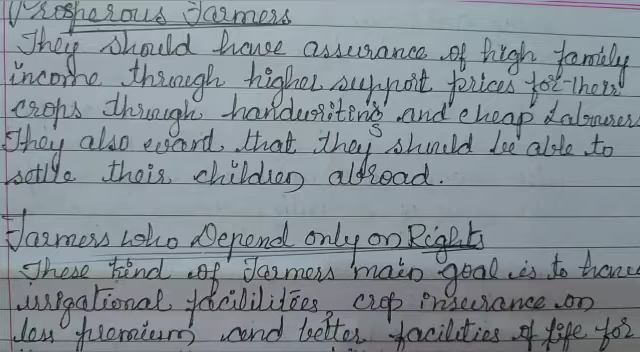 Prosperous Farmers
They should have assurance of high family
income through higher support prices for their
crops through handwriting and cheap Labourers
They also want that they should be able to
settle their children abroad.
Farmers who Depend only on Rights
These kind of Farmers main goal is to have
irrigational facilities, crop insurance on
less premium and better facilities of life for